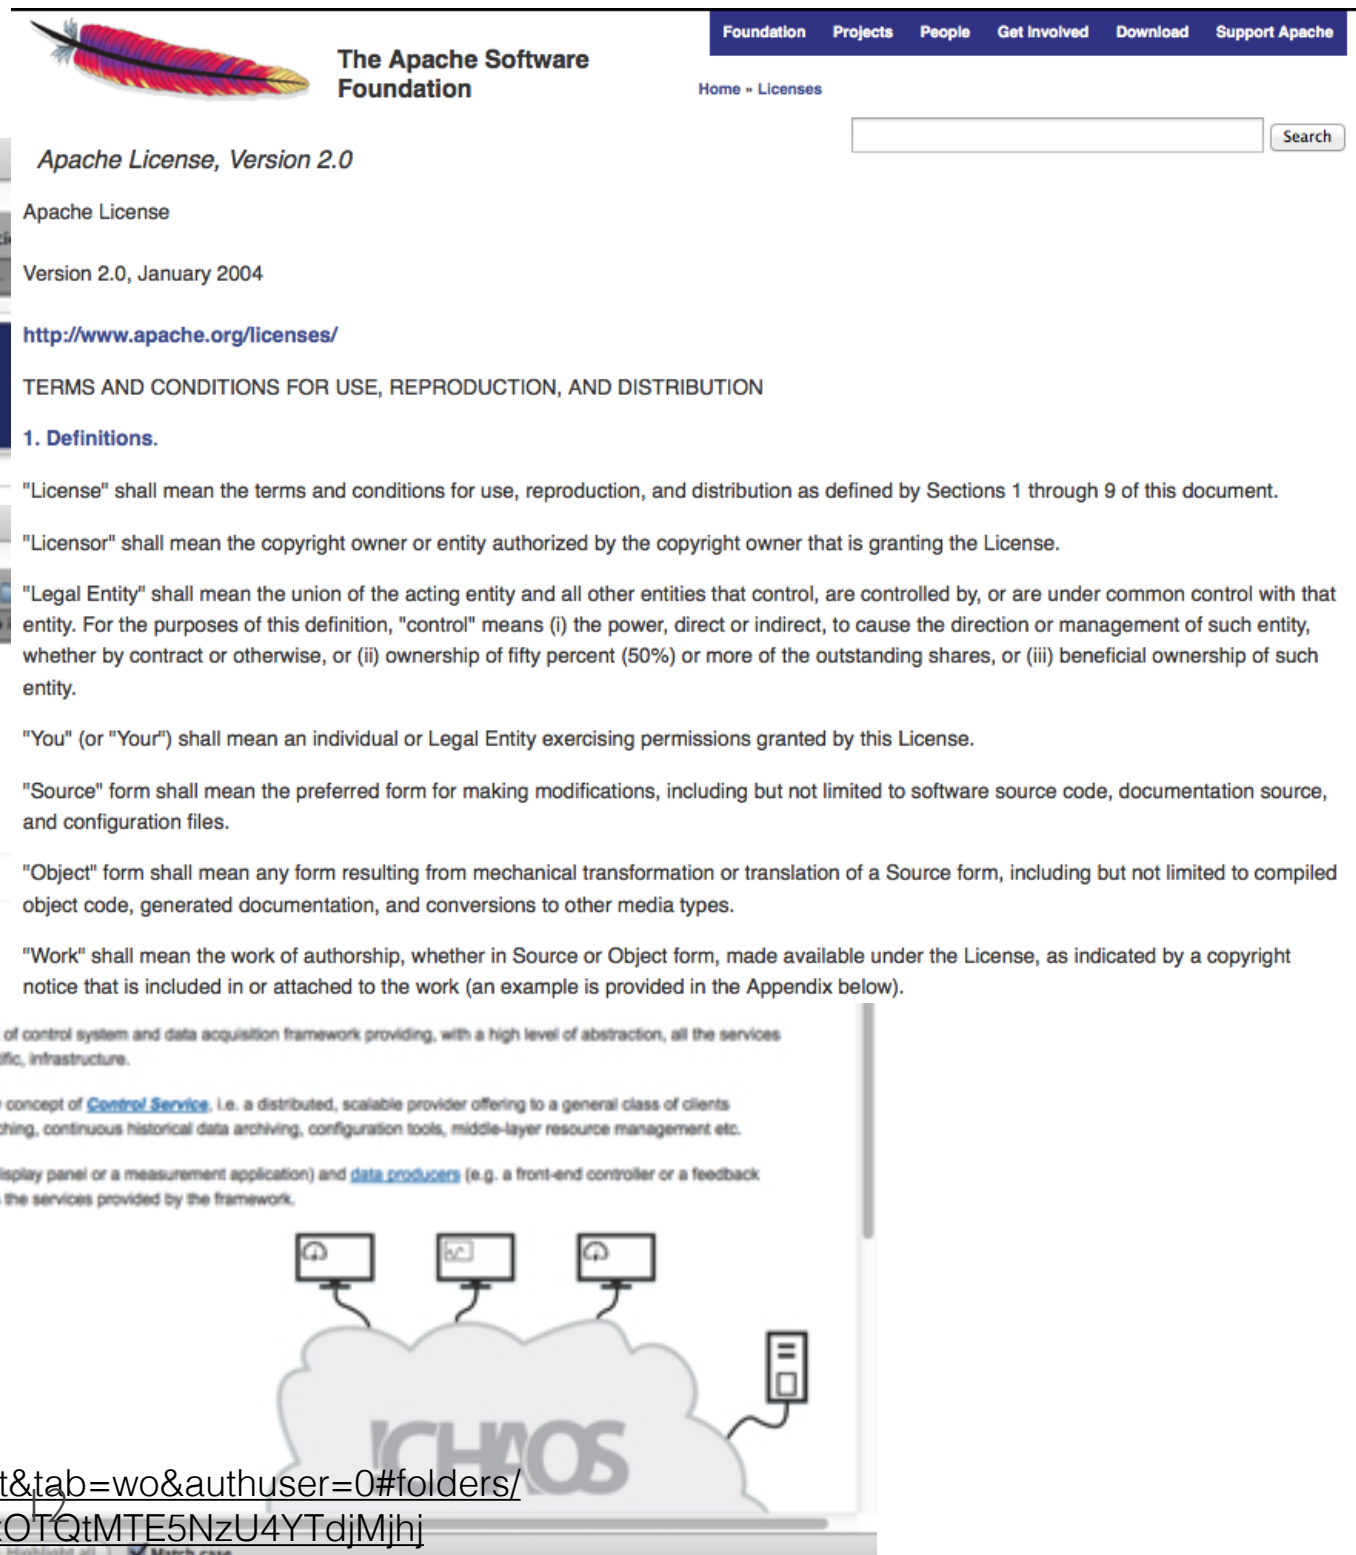 Foundation Projects People Get Involved Download Support Apache
The Apache Software
Foundation
Home » Licenses
Search
Apache License, Version 2.0
Apache License
Version 2.0, January 2004
http://www.apache.org/licenses/
TERMS AND CONDITIONS FOR USE, REPRODUCTION, AND DISTRIBUTION
1. Definitions.
"License" shall mean the terms and conditions for use, reproduction, and distribution as defined by Sections 1 through 9 of this document.
"Licensor" shall mean the copyright owner or entity authorized by the copyright owner that is granting the License.
"Legal Entity" shall mean the union of the acting entity and all other entities that control, are controlled by, or are under common control with that
entity. For the purposes of this definition, "control" means (i) the power, direct or indirect, to cause the direction or management of such entity,
whether by contract or otherwise, or (ii) ownership of fifty percent (50%) or more of the outstanding shares, or (iii) beneficial ownership of such
entity.
"You" (or "Your") shall mean an individual or Legal Entity exercising permissions granted by this License.
"Source" form shall mean the preferred form for making modifications, including but not limited to software source code, documentation source,
and configuration files.
"Object" form shall mean any form resulting from mechanical transformation or translation of a Source form, including but not limited to compiled
object code, generated documentation, and conversions to other media types.
"Work" shall mean the work of authorship, whether in Source or Object form, made available under the License, as indicated by a copyright
notice that is included in or attached to the work (an example is provided in the Appendix below).
of control system and data acquisition framework providing, with a high level of abstraction, all the services
ific, infrastructure.
concept of Control Service, i.e. a distributed, scalable provider offering to a general class of clients
ching, continuous historical data archiving, configuration tools, middle-layer resource management etc.
display panel or a measurement application) and data producers (e.g. a front-end controller or a feedback
the services provided by the framework.
!CHAOS
t&tab=wo&authuser=0#folders/
12
OTQtMTE5NzU4YTdjMjhj
Highlight all Match case